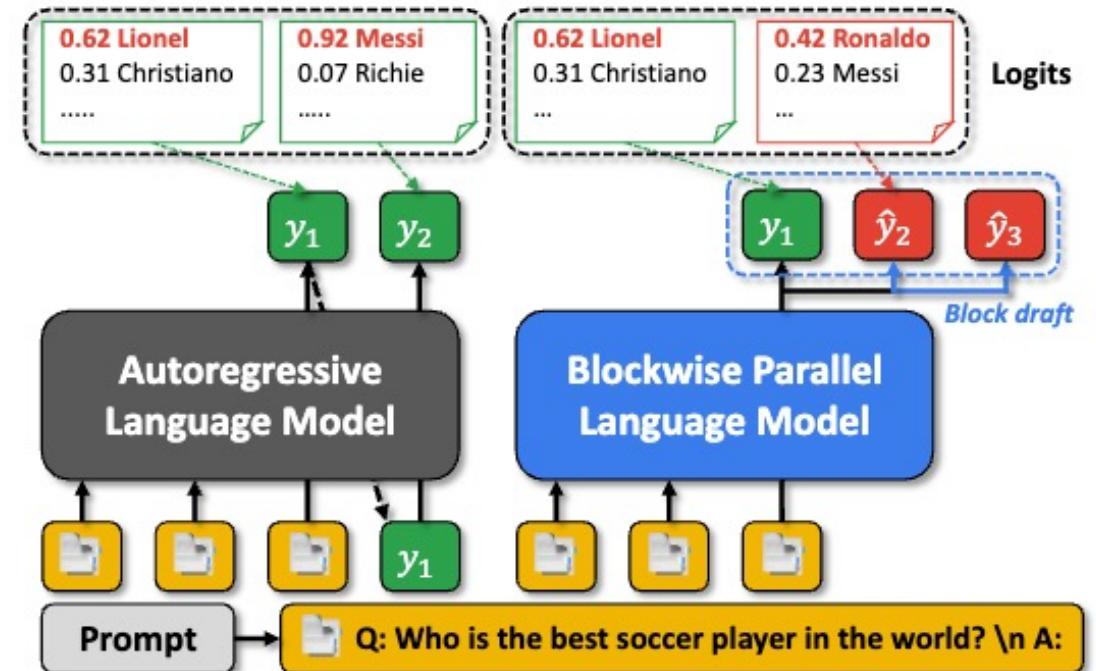 0.62 Lionel
0.31 Christiano
.....
0.92 Messi
0.07 Richie
.....
0.62 Lionel
0.31 Christiano
...
0.42 Ronaldo
0.23 Messi
...
Logits
y₁
y₂
y₁
ŷ₂
ŷ₃
Block draft
Autoregressive
Language Model
Blockwise Parallel
Language Model
y₁
Prompt
Q: Who is the best soccer player in the world? \n A: